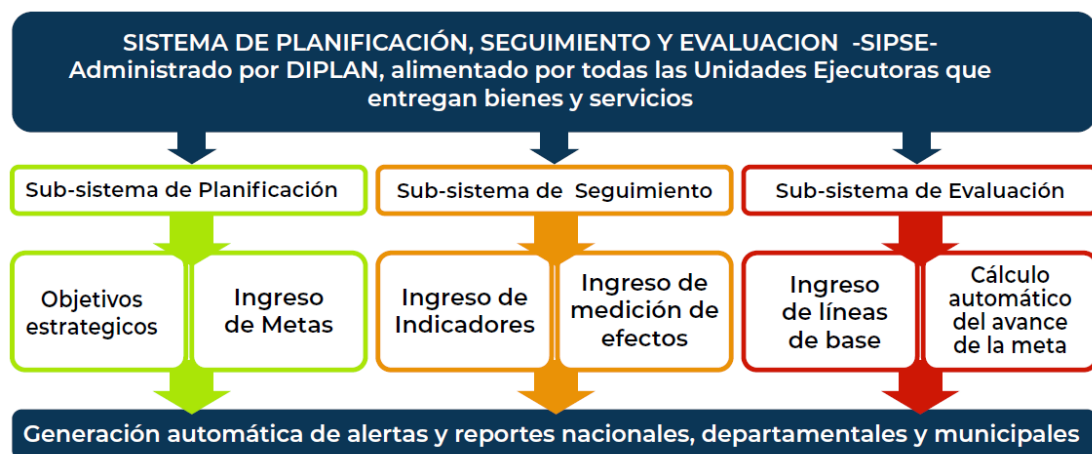 SISTEMA DE PLANIFICACIÓN, SEGUIMIENTO Y EVALUACION -SIPSE-
Administrado por DIPLAN, alimentado por todas las Unidades Ejecutoras que
entregan bienes y servicios
Sub-sistema de Planificación
Sub-sistema de Seguimiento
Sub-sistema de Evaluación
Objetivos
estrategicos
Ingreso
de Metas
Ingreso de
Indicadores
Ingreso de
medición de
efectos
Ingreso
de líneas
de base
Cálculo
automático
del avance
de la meta
Generación automática de alertas y reportes nacionales, departamentales y municipales